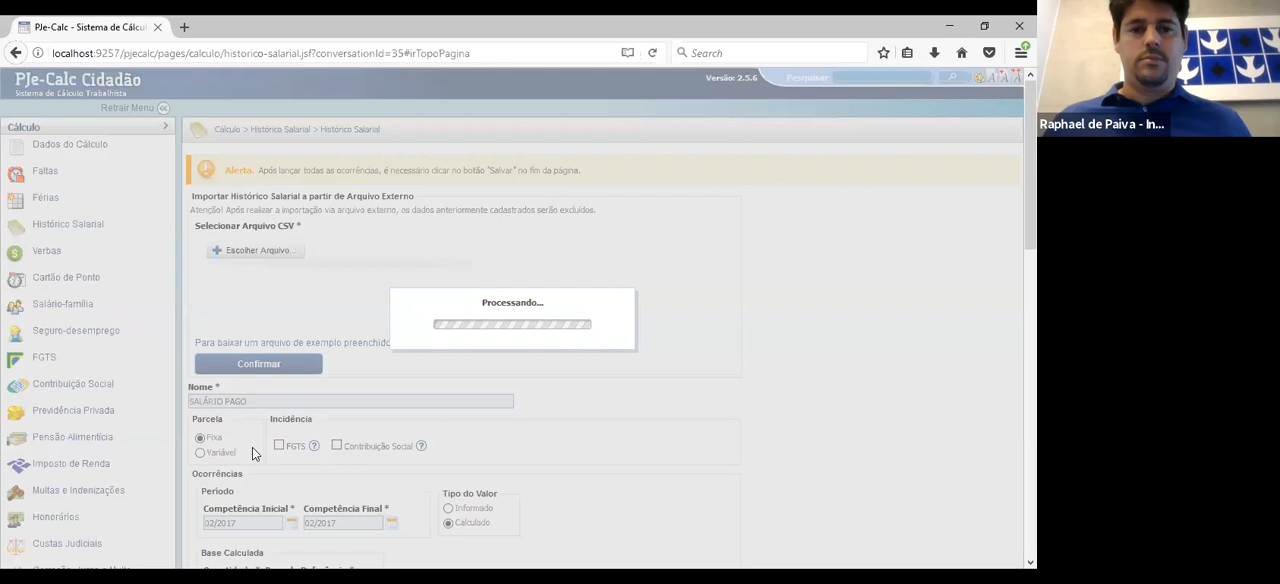 PJe-Calc - Sistema de Cálcul
localhost:9257/pjecalc/pages/calculo/historico-salarial.jsf?conversationId=35#irTopoPagina
Search
PJe-Calc Cidadão
Sistema de Cálculo Trabalhista
Versão: 2.5.6
Pesquisar
Retrair Menu
Cálculo
Cálculo > Histórico Salarial > Histórico Salarial
Dados do Cálculo
Faltas
Férias
Histórico Salarial
Verbas
Cartão de Ponto
Salário-família
Seguro-desemprego
FGTS
Contribuição Social
Previdência Privada
Pensão Alimentícia
Imposto de Renda
Multas e Indenizações
Honorários
Custas Judiciais
Alerta. Após lançar todas as ocorrências, é necessário clicar no botão "Salvar" no fim da página.
Importar Histórico Salarial a partir de Arquivo Externo
Atenção! Após realizar a importação via arquivo externo, os dados anteriormente cadastrados serão excluídos.
Selecionar Arquivo CSV *
Escolher Arquivo...
Processando...
Para baixar um arquivo de exemplo preenchido
Confirmar
Nome *
SALÁRIO PAGO
Parcela
Incidência
Fixa
Variável
FGTS ?
Contribuição Social ?
Ocorrências
Período
Competência Inicial * Competência Final *
02/2017 02/2017
Tipo do Valor
Informado
Calculado
Base Calculada
Raphael de Paiva - In...